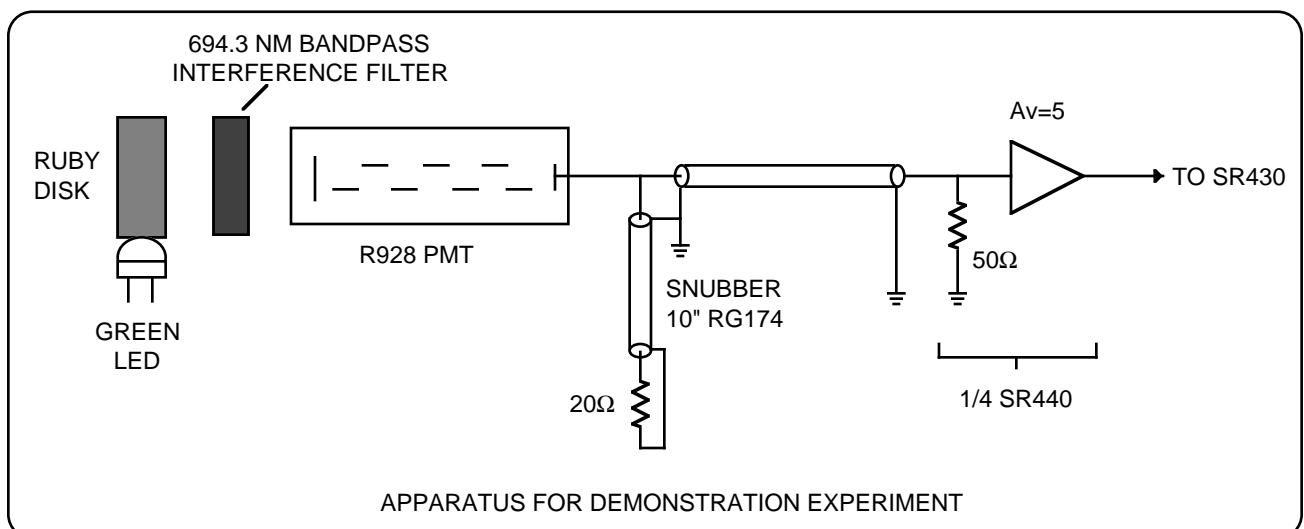 694.3 NM BANDPASS
INTERFERENCE FILTER
Av=5
RUBY
DISK
TO SR430
R928 PMT
50Ω
SNUBBER
10" RG174
GREEN
LED
20Ω
1/4 SR440
APPARATUS FOR DEMONSTRATION EXPERIMENT